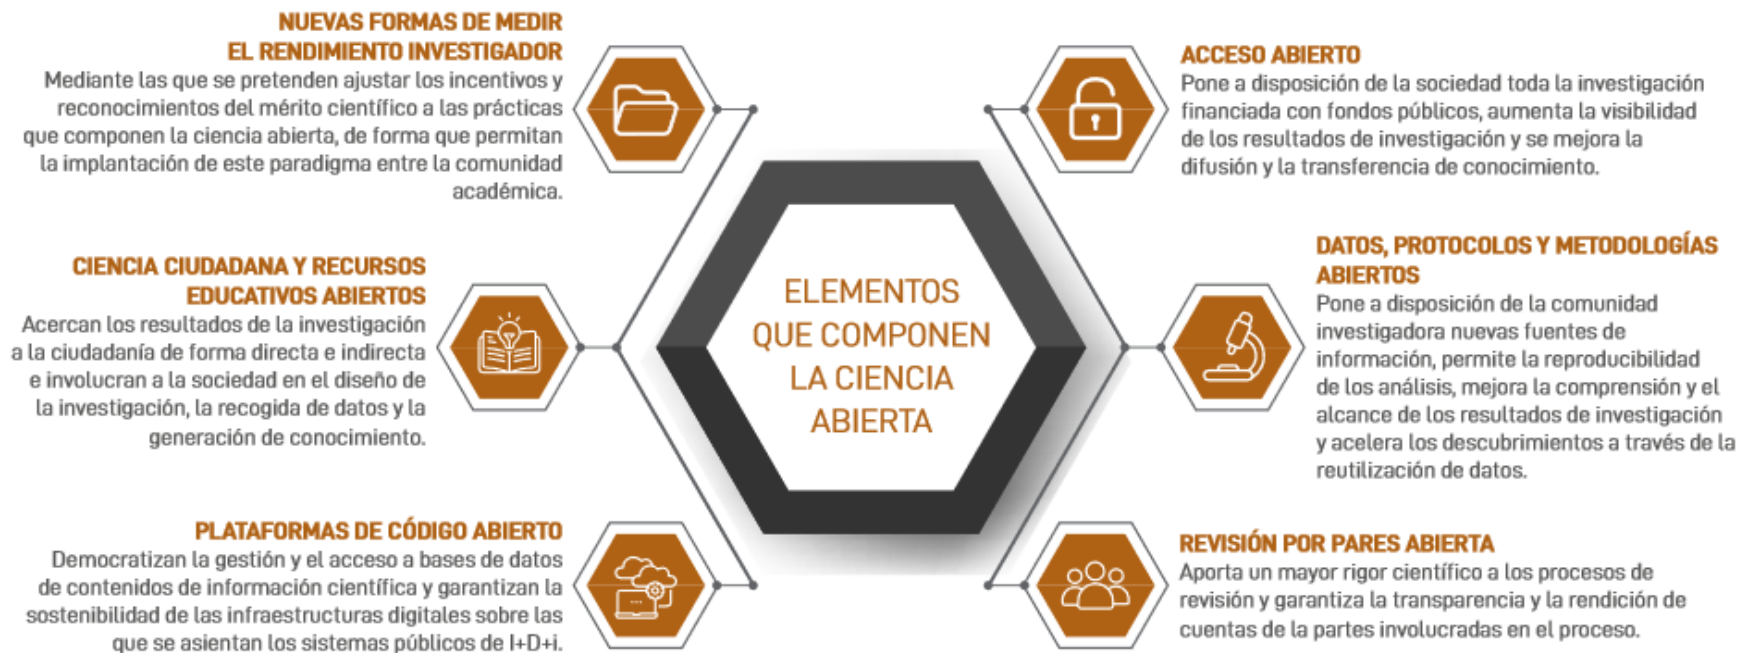 NUEVAS FORMAS DE MEDIR
EL RENDIMIENTO INVESTIGADOR
Mediante las que se pretenden ajustar los incentivos y
reconocimientos del mérito científico a las prácticas
que componen la ciencia abierta, de forma que permitan
la implantación de este paradigma entre la comunidad
académica.
CIENCIA CIUDADANA Y RECURSOS
EDUCATIVOS ABIERTOS
Acercan los resultados de la investigación
a la ciudadanía de forma directa e indirecta
e involucran a la sociedad en el diseño de
la investigación, la recogida de datos y la
generación de conocimiento.
PLATAFORMAS DE CÓDIGO ABIERTO
Democratizan la gestión y el acceso a bases de datos
de contenidos de información científica y garantizan la
sostenibilidad de las infraestructuras digitales sobre las
que se asientan los sistemas públicos de I+D+i.
ELEMENTOS
QUE COMPONEN
LA CIENCIA
ABIERTA
ACCESO ABIERTO
Pone a disposición de la sociedad toda la investigación
financiada con fondos públicos, aumenta la visibilidad
de los resultados de investigación y se mejora la
difusión y la transferencia de conocimiento.
DATOS, PROTOCOLOS Y METODOLOGÍAS
ABIERTOS
Pone a disposición de la comunidad
investigadora nuevas fuentes de
información, permite la reproducibilidad
de los análisis, mejora la comprensión y el
alcance de los resultados de investigación
y acelera los descubrimientos a través de la
reutilización de datos.
REVISIÓN POR PARES ABIERTA
Aporta un mayor rigor científico a los procesos de
revisión y garantiza la transparencia y la rendición de
cuentas de la partes involucradas en el proceso.